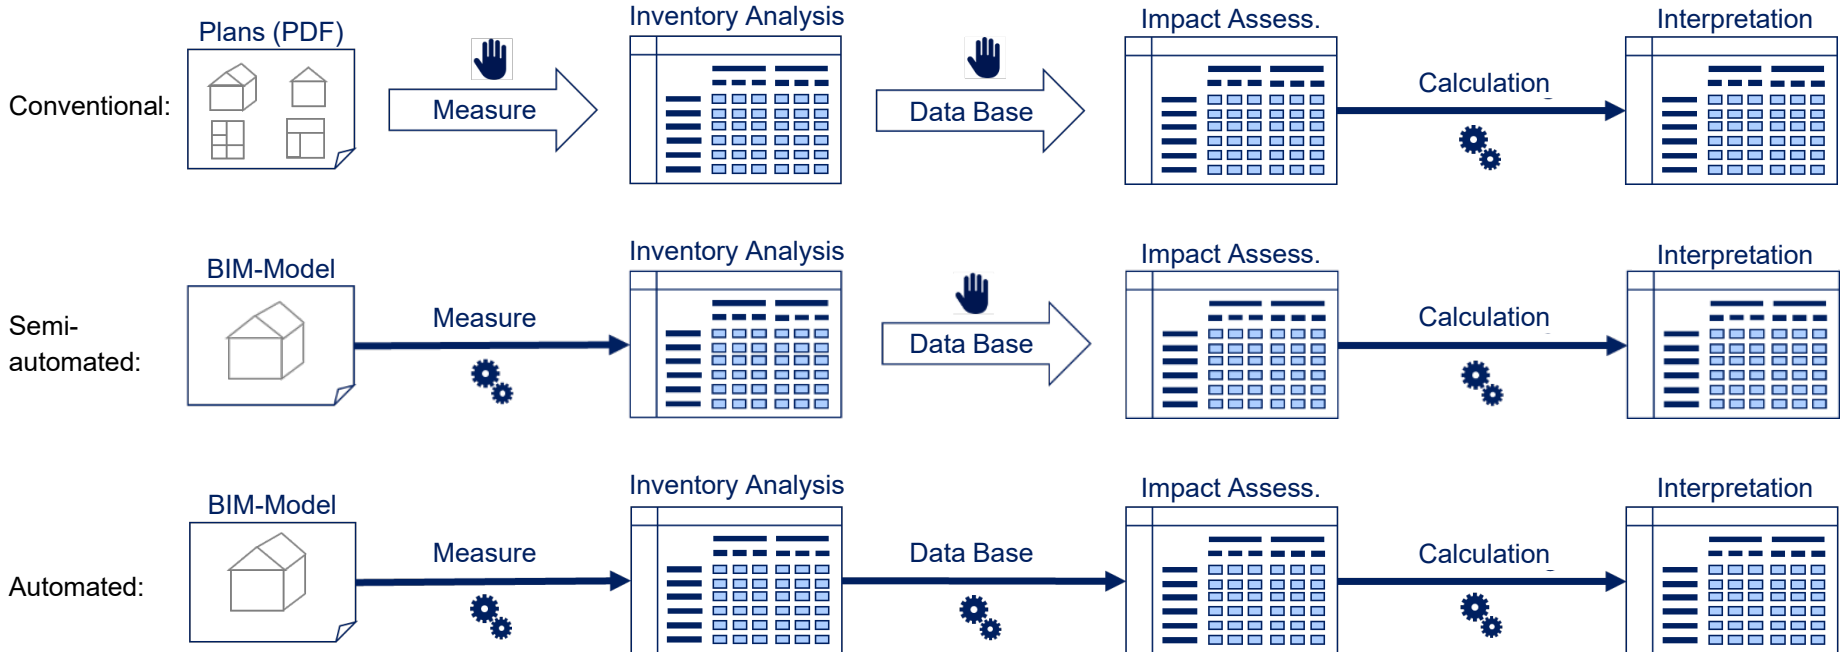 Plans (PDF)
Inventory Analysis
Impact Assess.
Interpretation
Conventional:
Measure
Data Base
Calculation
BIM-Model
Inventory Analysis
Impact Assess.
Interpretation
Semi-
automated:
Measure
Data Base
Calculation
BIM-Model
Inventory Analysis
Impact Assess.
Interpretation
Automated:
Measure
Data Base
Calculation